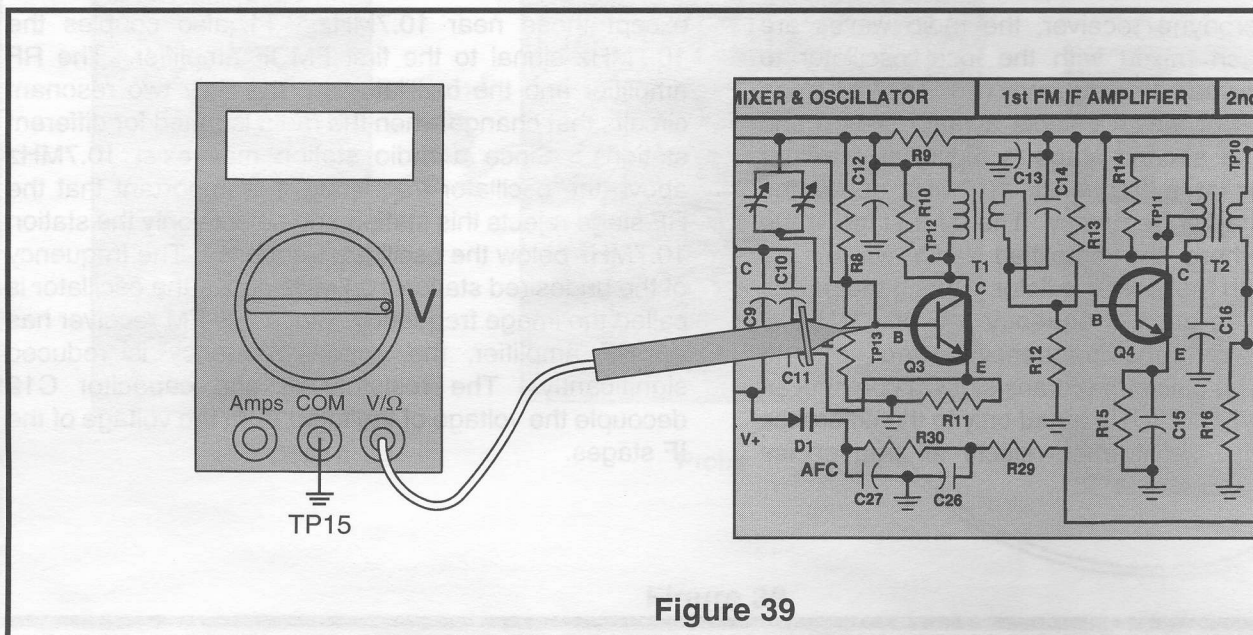 MIXER & OSCILLATOR
1st FM IF AMPLIFIER
2nd
R9
C12
R10
TP12
R8
C
C10
C9
TP13
C11
B
C
Q3
E
R11
T1
V+
D1
R30
AFC
C27
C26
R29
C13
C14
R13
R12
R14
TP11
C
T2
B
Q4
E
R15
C15
R16
C16
TP10
V
Amps COM V/Ω
TP15
Figure 39